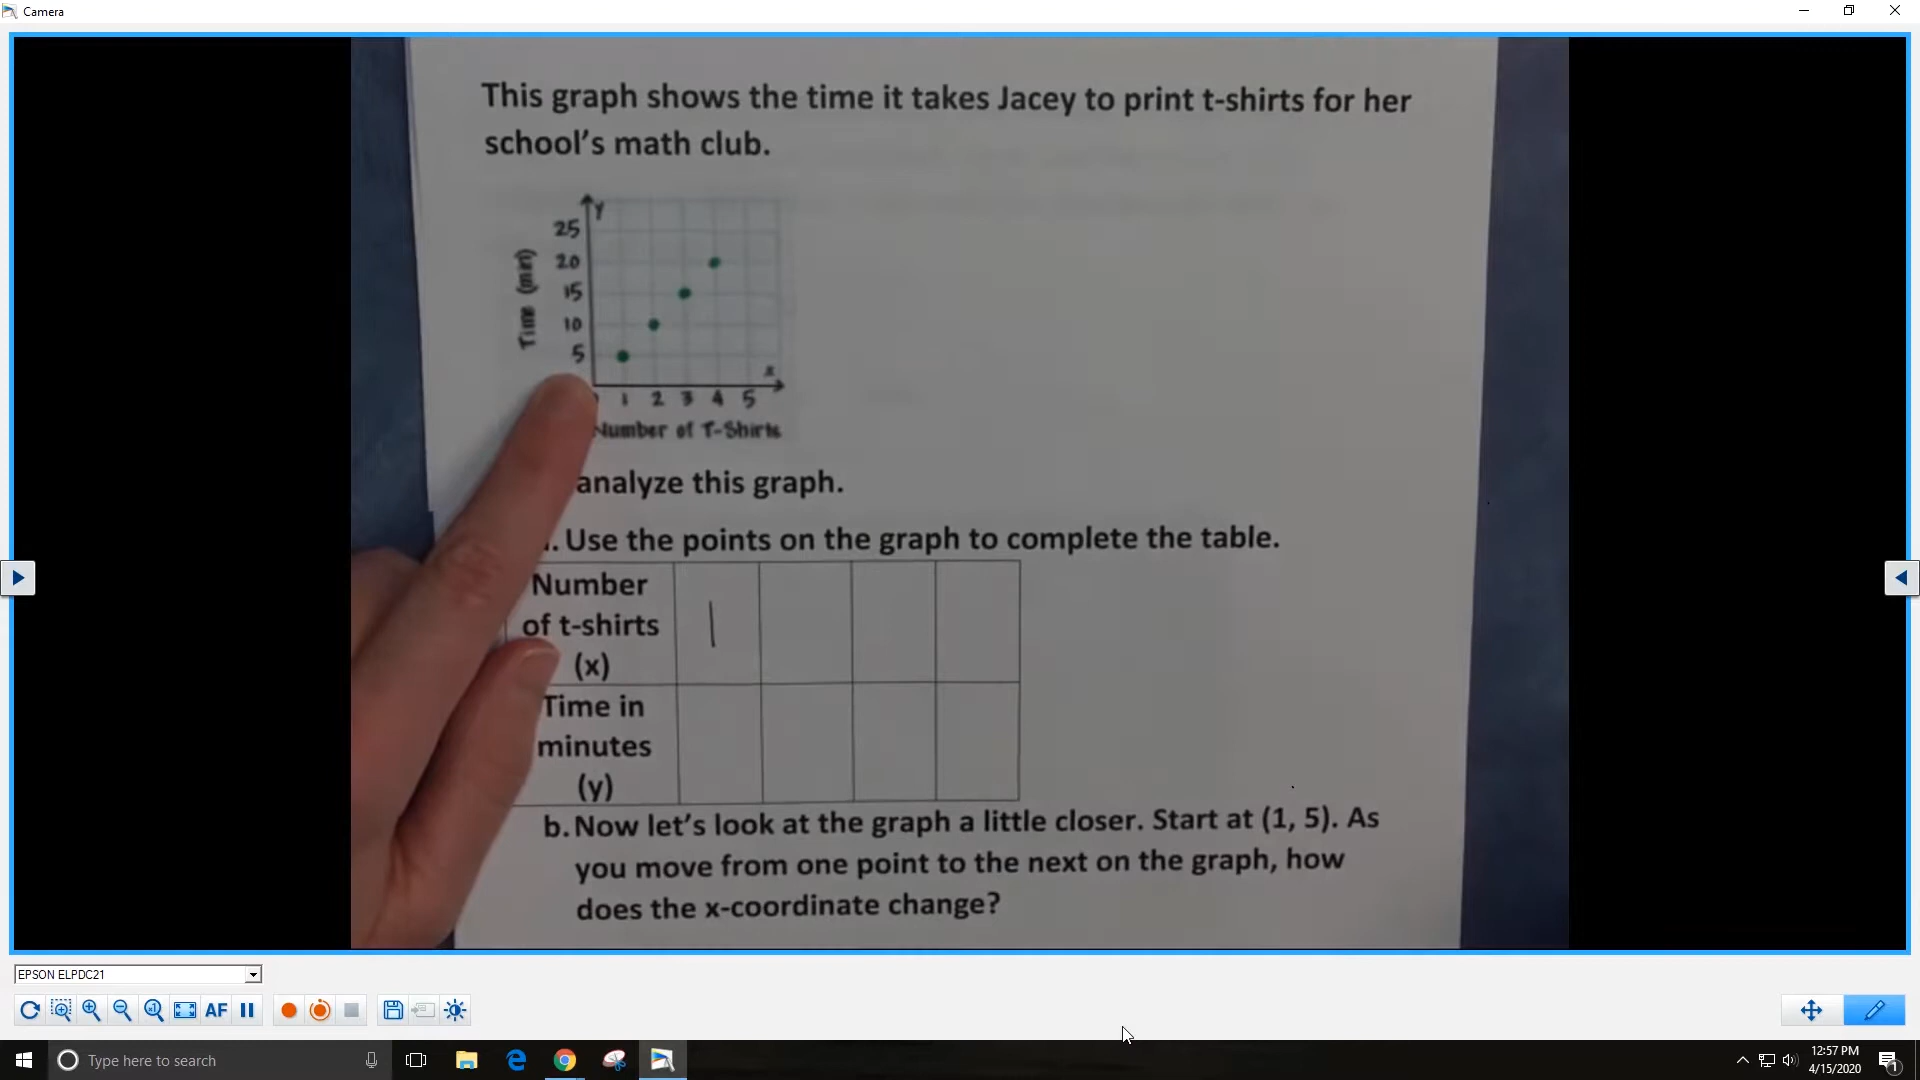 Camera
This graph shows the time it takes Jacey to print t-shirts for her
school's math club.
Y
25
20
15
10
5
Time (min)
x
1 2 3 4 5
Number of T-Shirts
analyze this graph.
. Use the points on the graph to complete the table.
Number
of t-shirts
(x)
1
Time in
minutes
(y)
b. Now let's look at the graph a little closer. Start at (1, 5). As
you move from one point to the next on the graph, how
does the x-coordinate change?
EPSON ELPDC21
x1
AF
Type here to search
12:57 PM
4/15/2020
1